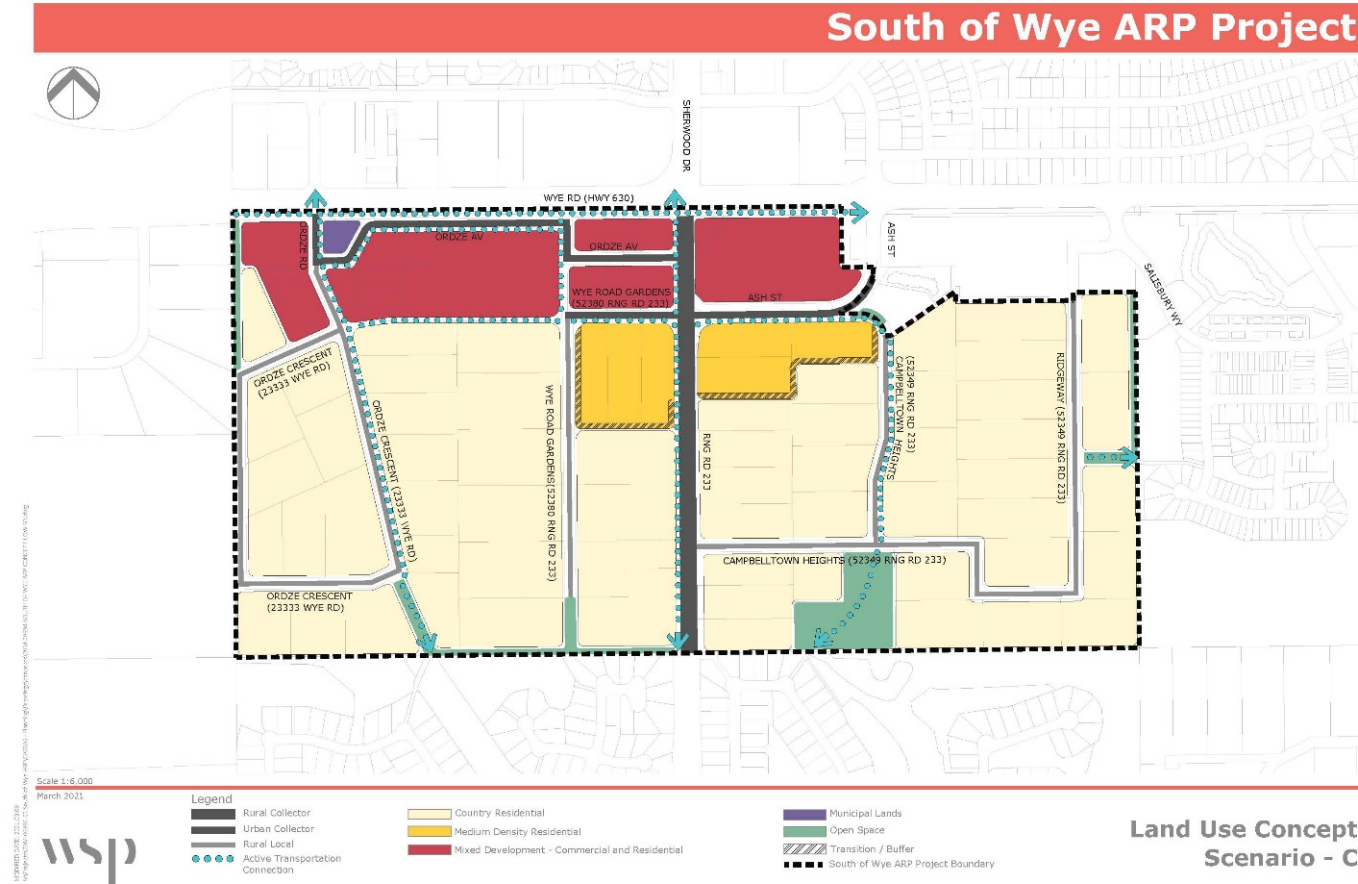 South of Wye ARP Project
SHERWOOD DR
WYE RD (HWY 630)
ORDZE RD
ORDZE AV
ORDZE AV
ASH ST
WYE ROAD GARDENS
(52380 RNG RD 233)
ASH ST
SALISBURY WY
ORDZE CRESCENT
(23333 WYE RD)
ORDZE CRESCENT (23333 WYE RD)
WYE ROAD GARDENS(52380 RNG RD 233)
RNG RD 233
(52349 RNG RD 233)
CAMPBELLTOWN HEIGHTS
RIDGEWAY (52349 RNG RD 233)
CAMPBELLTOWN HEIGHTS (52349 RNG RD 233)
ORDZE CRESCENT
(23333 WYE RD)
Scale 1:6,000
March 2021
wsp
Legend
Rural Collector
Urban Collector
Rural Local
Active Transportation
Connection
Country Residential
Medium Density Residential
Mixed Development - Commercial and Residential
Municipal Lands
Open Space
Transition / Buffer
South of Wye ARP Project Boundary
Land Use Concept
Scenario - C